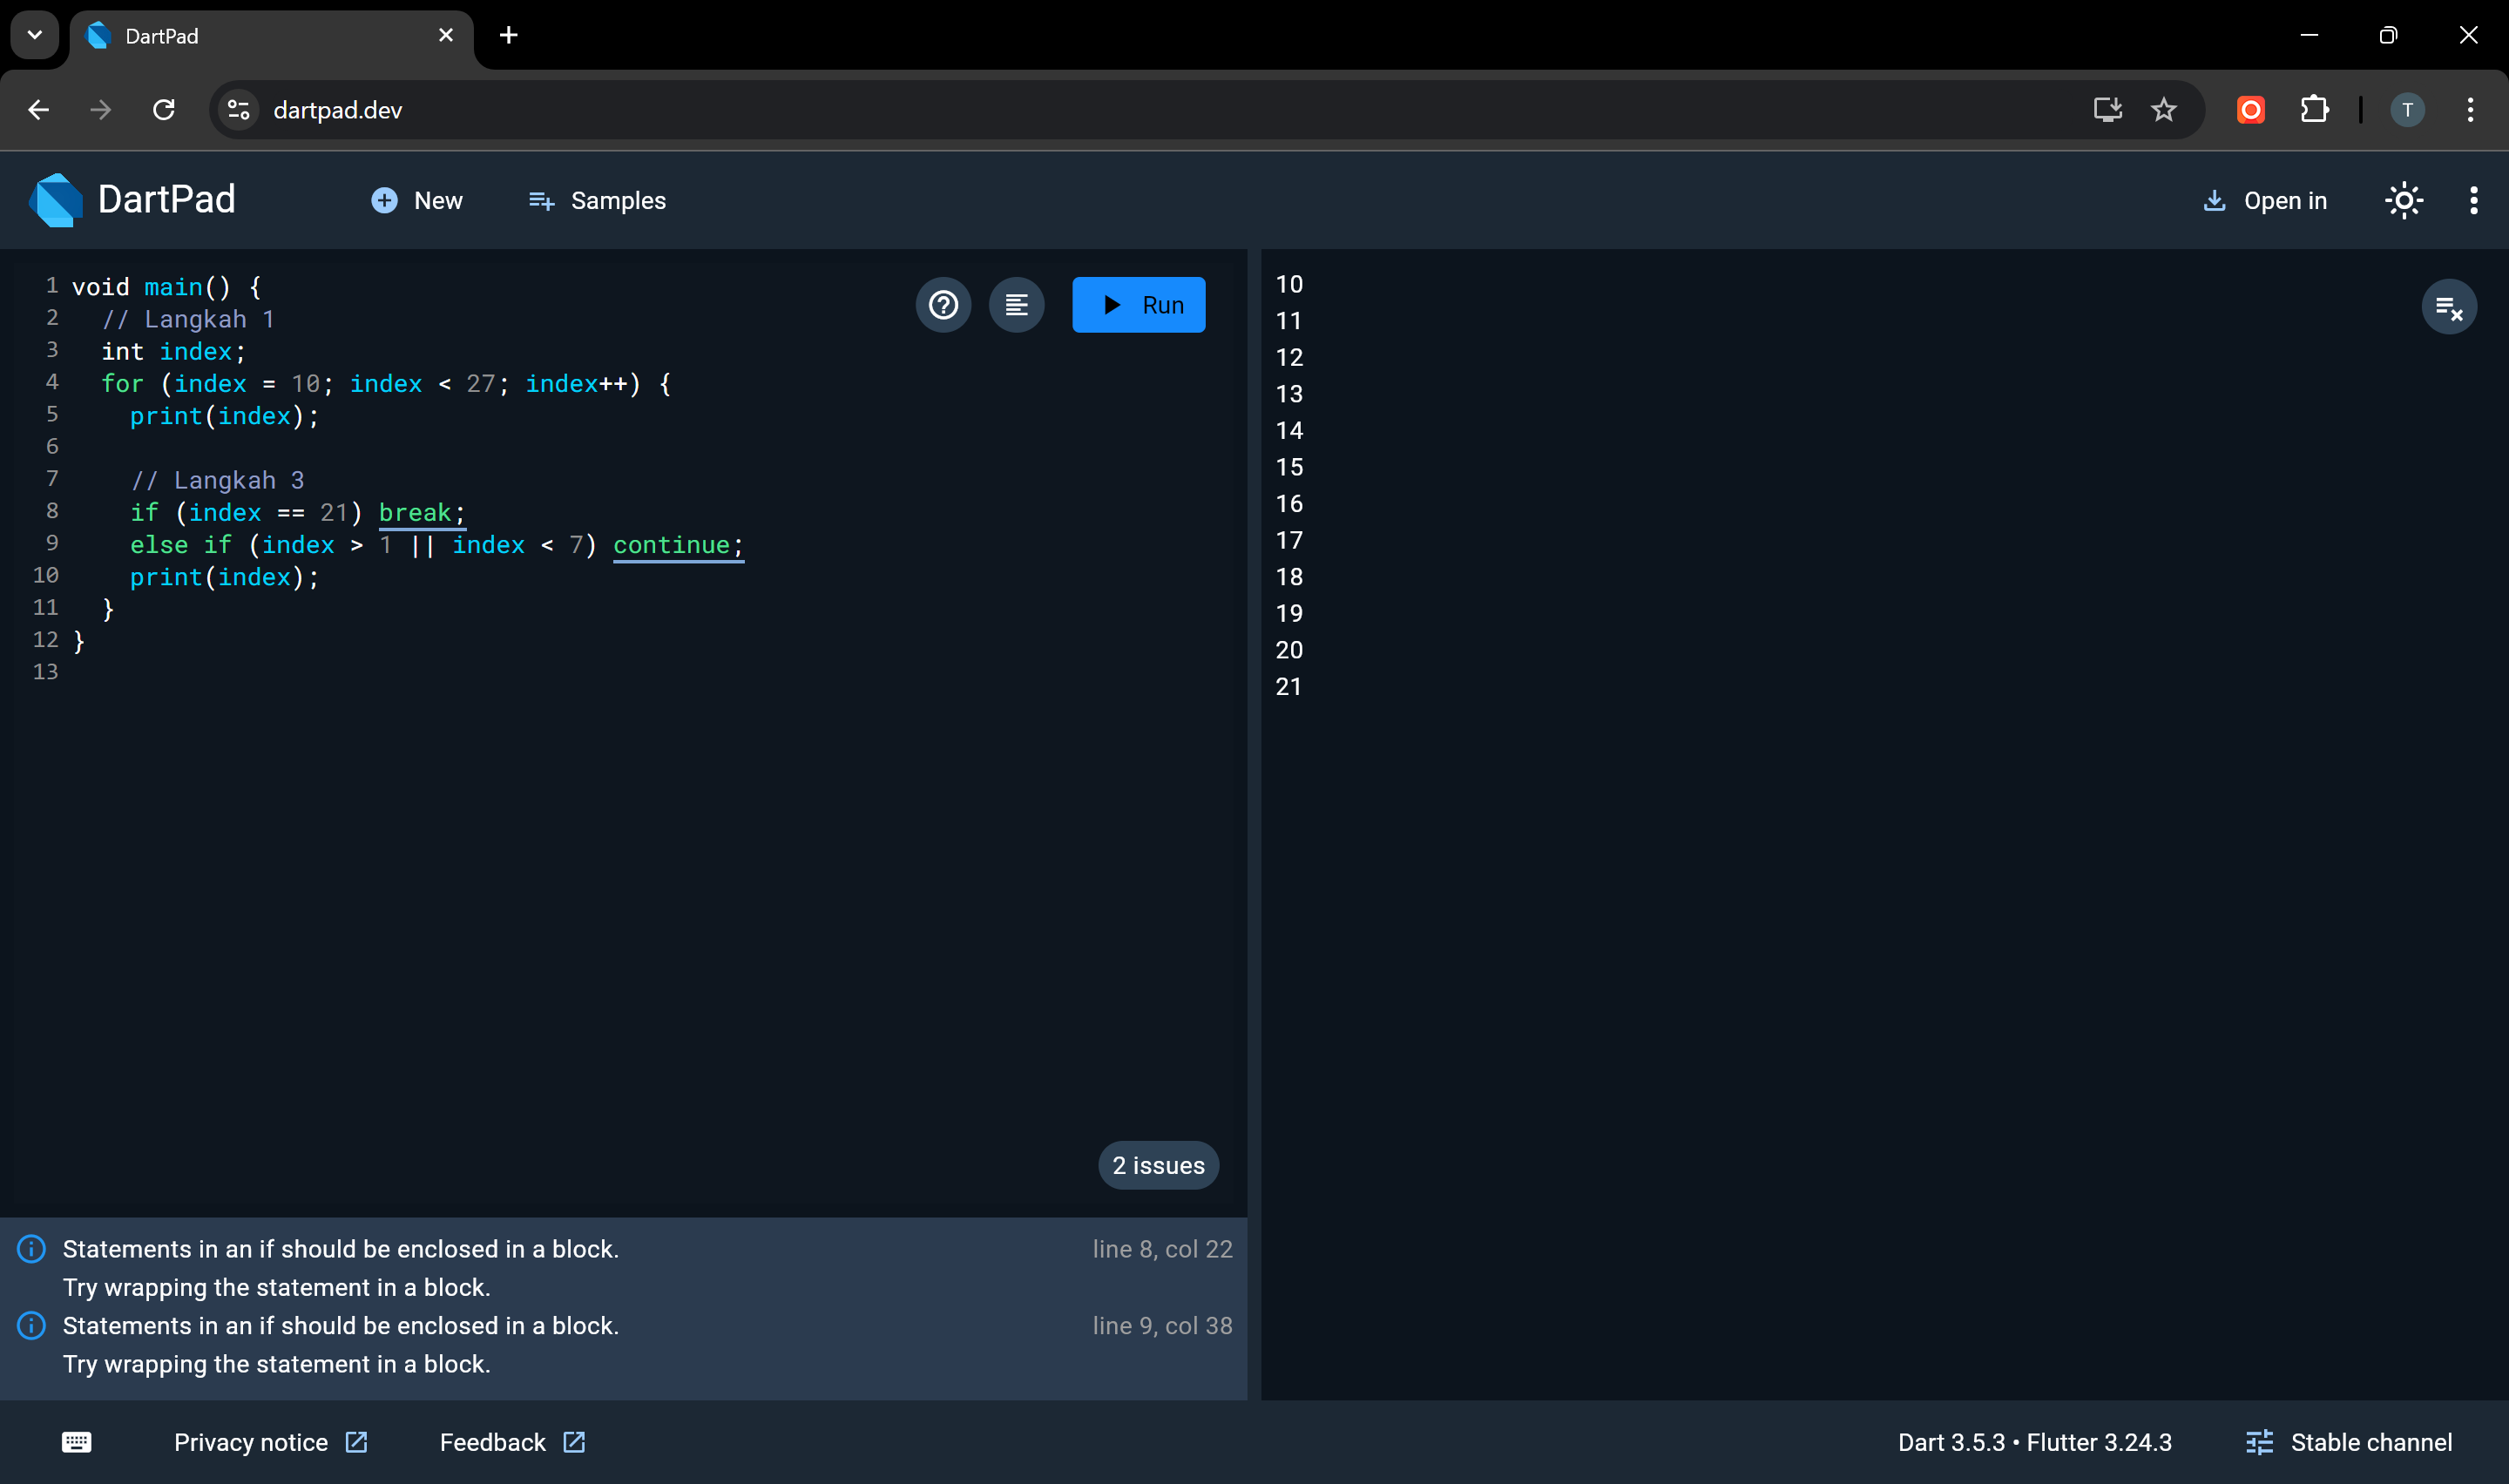 DartPad
dartpad.dev
T
DartPad
New
Samples
Open in
1 void main() {
2 // Langkah 1
3 int index;
4 for (index = 10; index < 27; index++) {
5 print(index);
6
7 // Langkah 3
8 if (index == 21) break;
9 else if (index > 1 || index < 7) continue;
10 print(index);
11 }
12 }
13
Run
10
11
12
13
14
15
16
17
18
19
20
21
2 issues
Statements in an if should be enclosed in a block. line 8, col 22
Try wrapping the statement in a block.
Statements in an if should be enclosed in a block. line 9, col 38
Try wrapping the statement in a block.
Privacy notice
Feedback
Dart 3.5.3 • Flutter 3.24.3
Stable channel